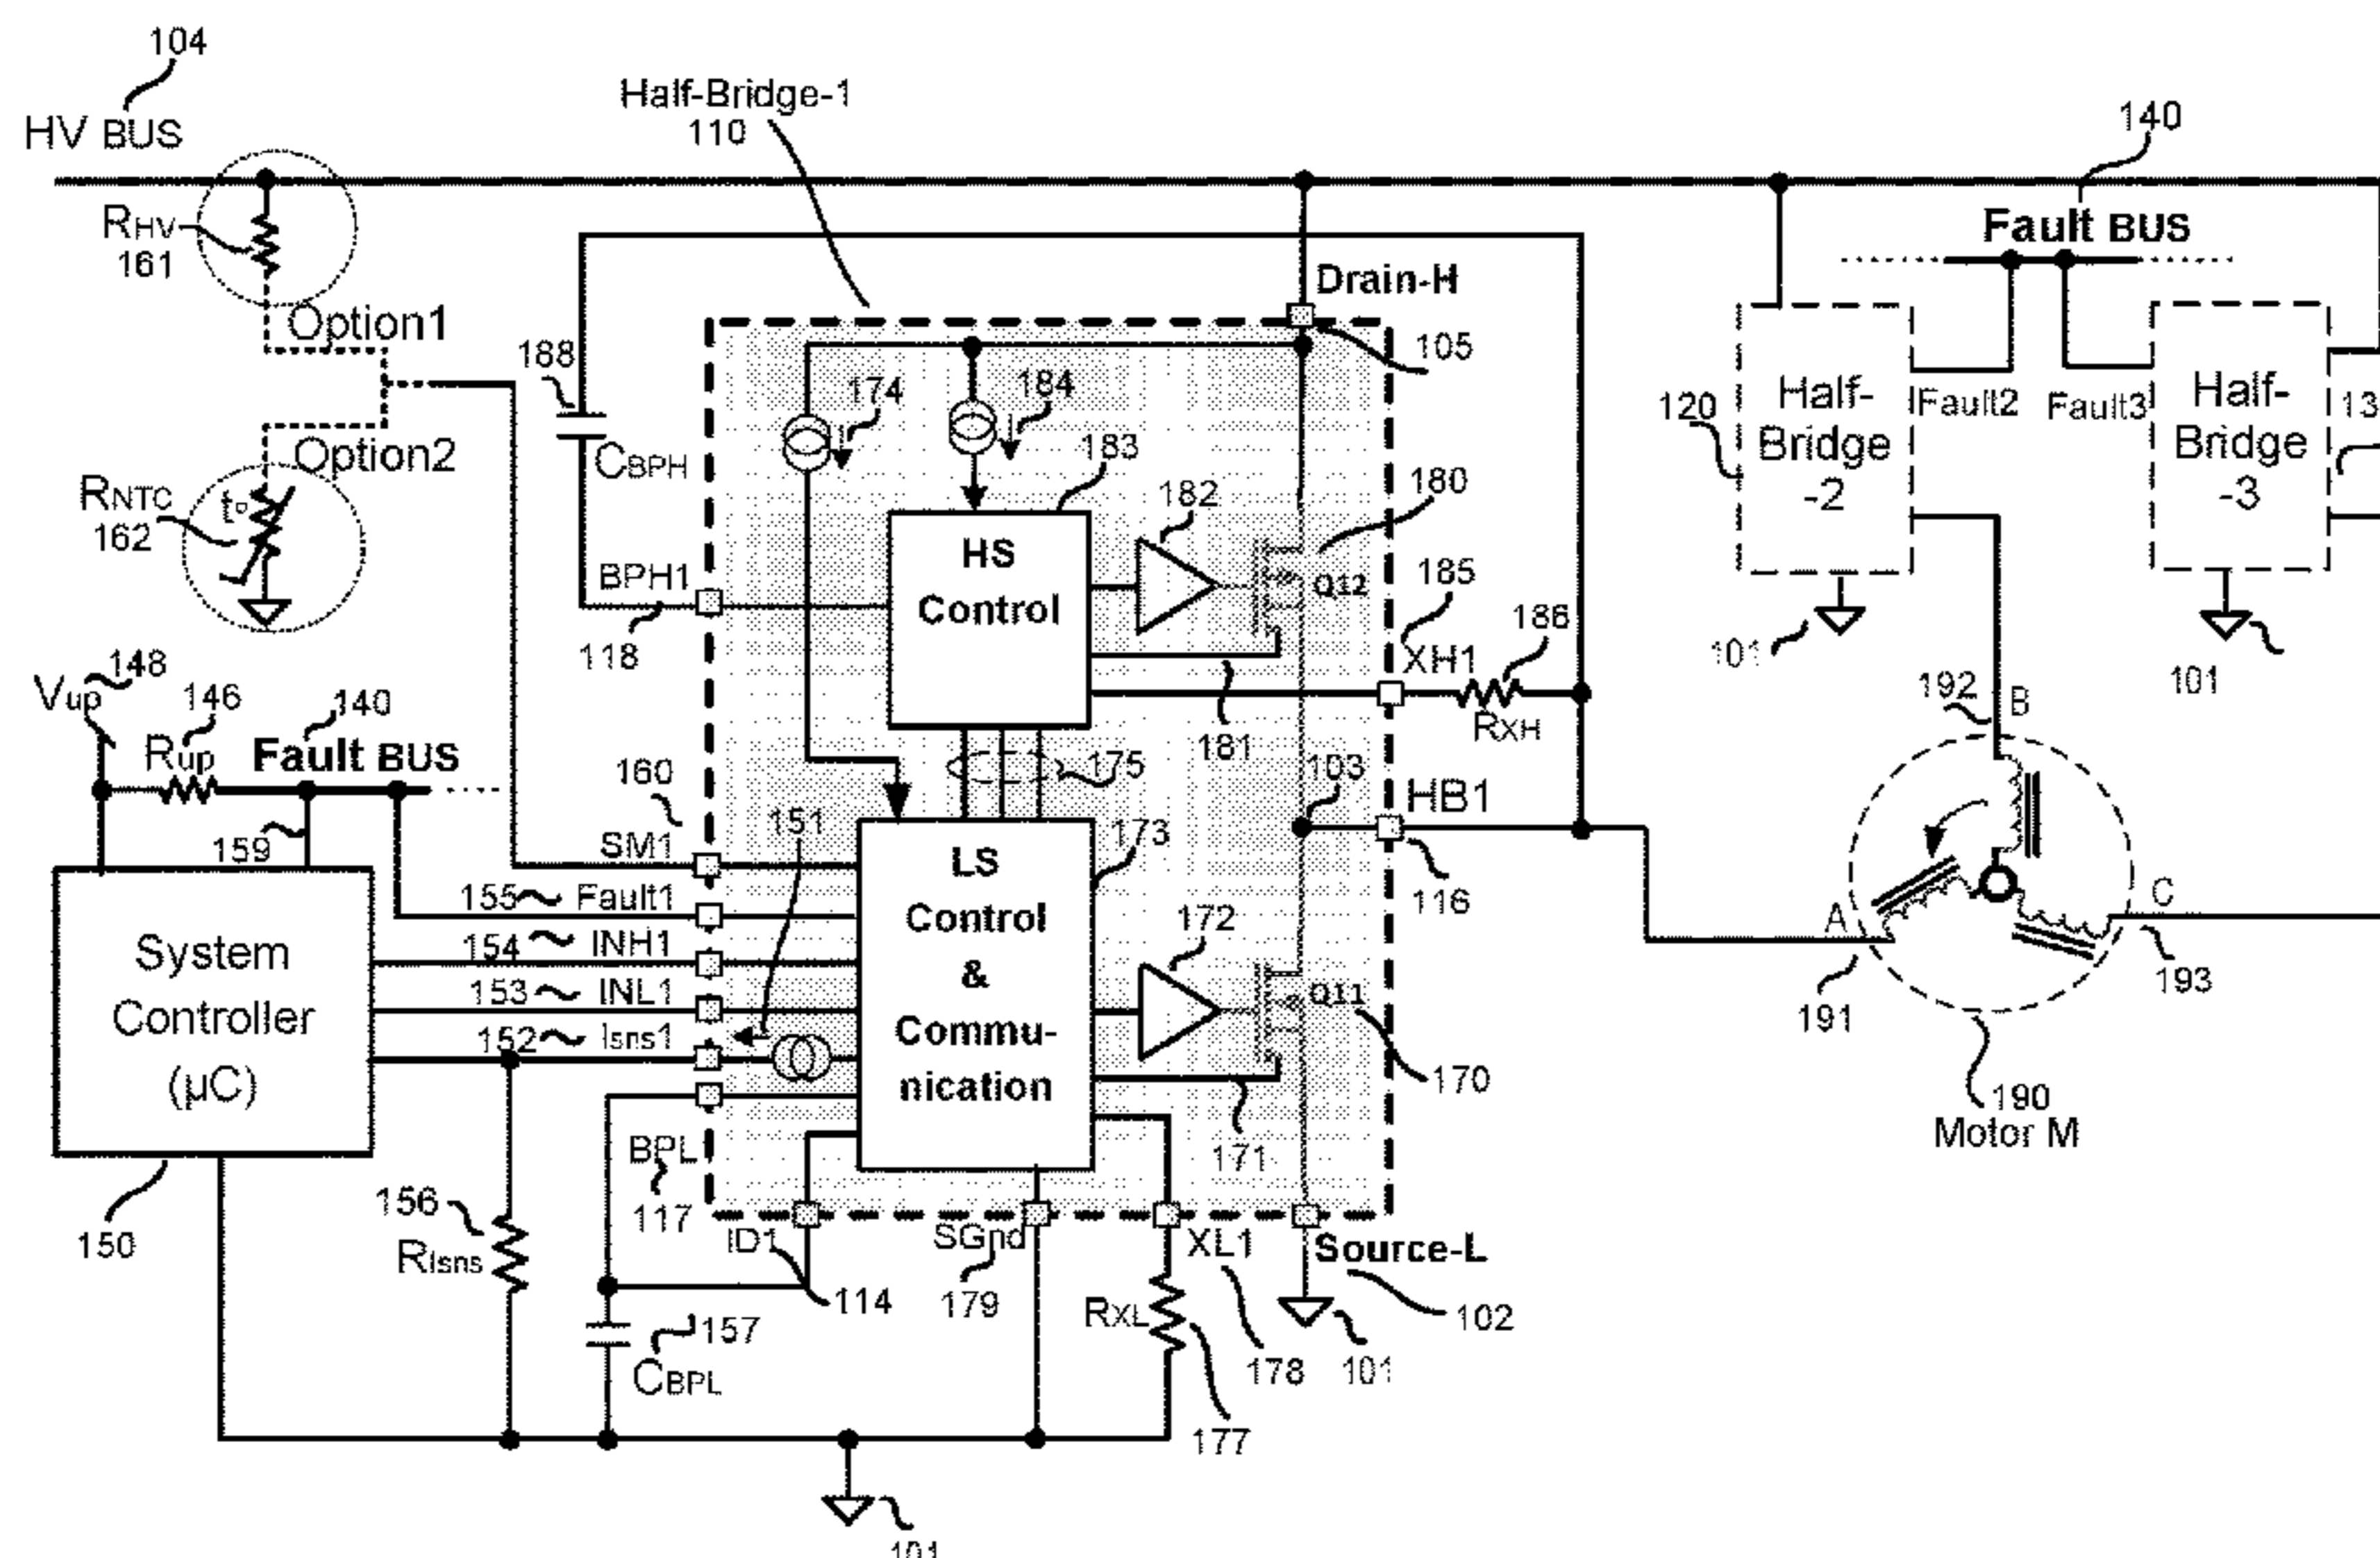 104
HV BUS
Half-Bridge-1
110
140
Fault BUS
RHV
161
Option1
Drain-H
105
188
CBPH
174
184
183
Option2
RNTC
162
t°
182
180
HS
Control
Q12
185
BPH1
118
XH1
186
RXH
181
120
Half-
Bridge
-2
Fault2
Fault3
Half-
Bridge
-3
13
101
101
192
B
148
Vup
146
Rup
140
Fault BUS
159
160
175
103
HB1
116
151
173
SM1
155 ~ Fault1
154 ~ INH1
153 ~ INL1
152 ~ Isns1
System
Controller
(µC)
150
LS
Control
&
Commu-
nication
172
Q11
170
171
A
191
C
193
190
Motor M
156
RIsns
BPL
117
ID1
114
SGnd
179
XL1
178
Source-L
102
101
157
CBPL
RXL
177
101